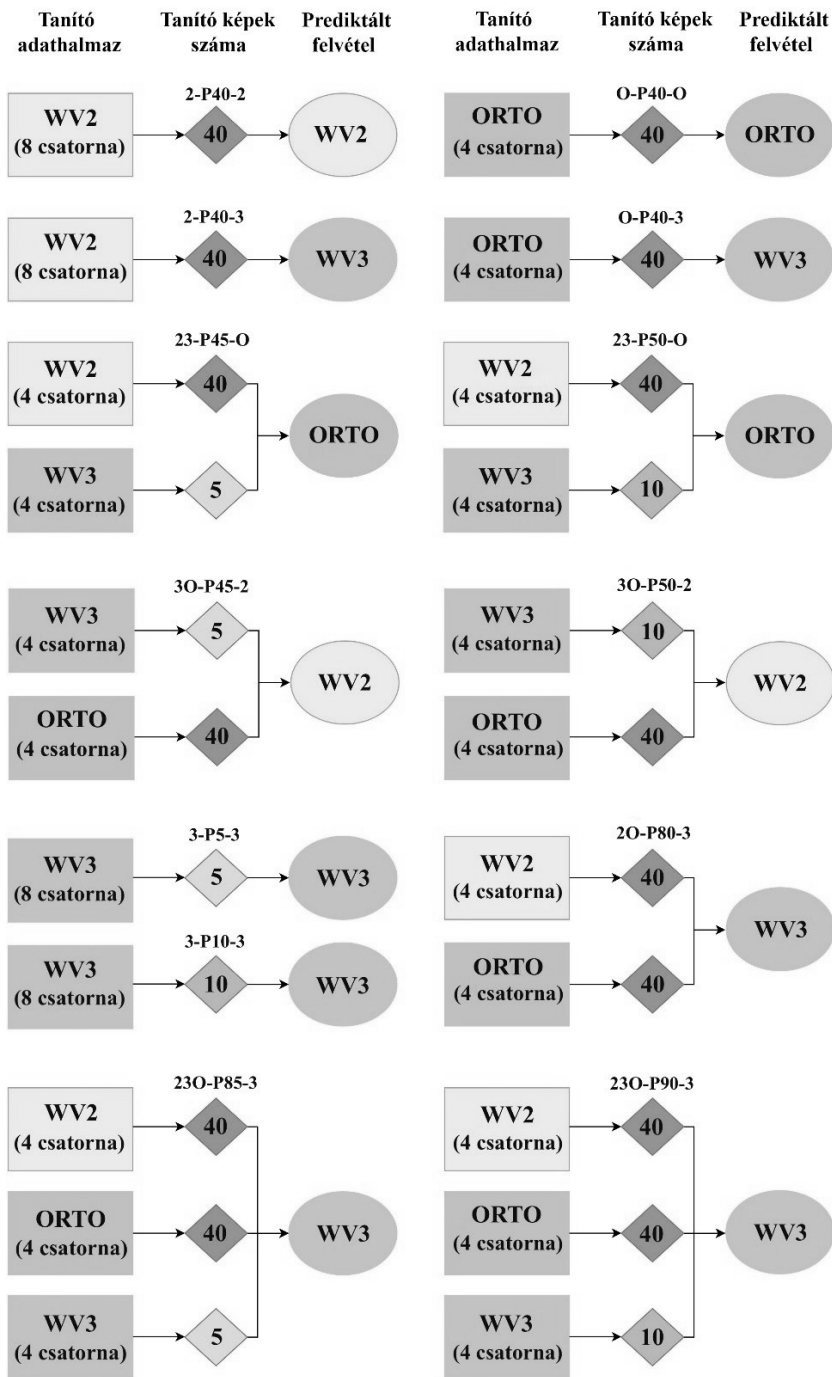 Tanító
adathalmaz
Tanító képek
száma
Prediktált
felvétel
2-P40-2
WV2
(8 csatorna)
40
WV2
2-P40-3
WV2
(8 csatorna)
40
WV3
23-P45-O
WV2
(4 csatorna)
40
ORTO
WV3
(4 csatorna)
5
3O-P45-2
WV3
(4 csatorna)
5
WV2
ORTO
(4 csatorna)
40
3-P5-3
WV3
(8 csatorna)
5
WV3
3-P10-3
WV3
(8 csatorna)
10
WV3
23O-P85-3
WV2
(4 csatorna)
40
ORTO
(4 csatorna)
40
WV3
WV3
(4 csatorna)
5
Tanító
adathalmaz
Tanító képek
száma
Prediktált
felvétel
O-P40-O
ORTO
(4 csatorna)
40
ORTO
O-P40-3
ORTO
(4 csatorna)
40
WV3
23-P50-O
WV2
(4 csatorna)
40
ORTO
WV3
(4 csatorna)
10
3O-P50-2
WV3
(4 csatorna)
10
WV2
ORTO
(4 csatorna)
40
2O-P80-3
WV2
(4 csatorna)
40
WV3
ORTO
(4 csatorna)
40
23O-P90-3
WV2
(4 csatorna)
40
ORTO
(4 csatorna)
40
WV3
WV3
(4 csatorna)
10